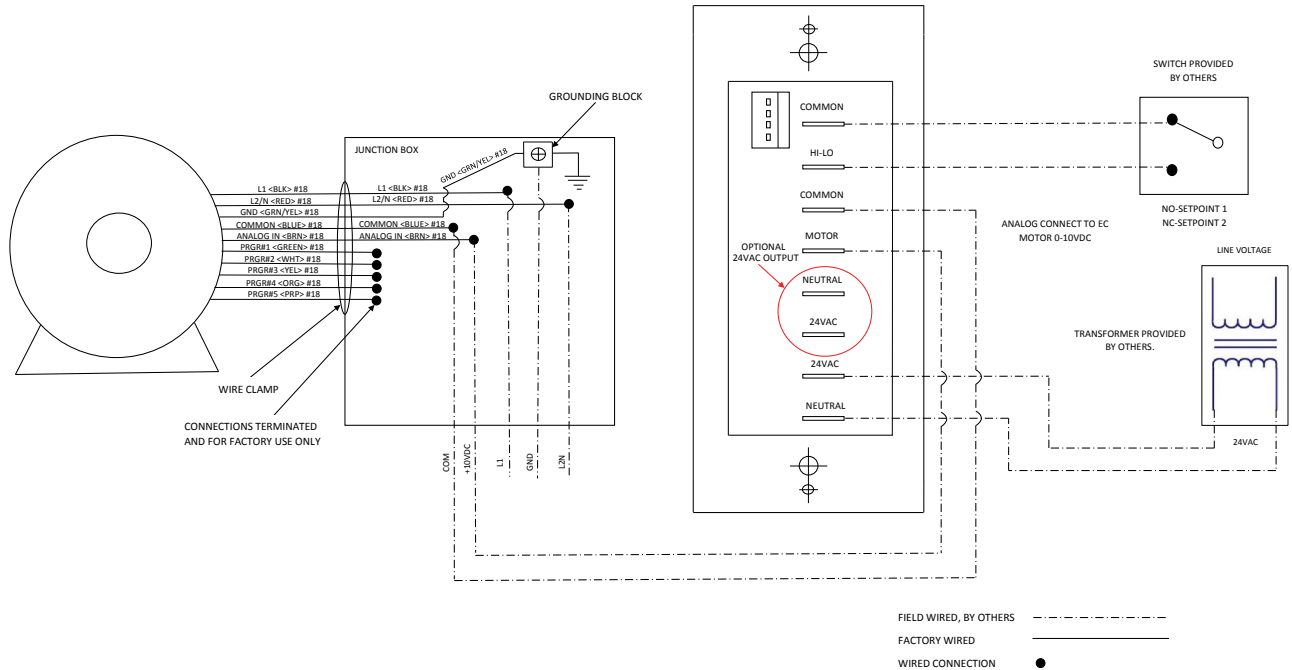 GROUNDING BLOCK
JUNCTION BOX
GND <GRN/YEL> #18
L1 <BLK> #18
L2/N <RED> #18
GND <GRN/YEL> #18
COMMON <BLUE> #18
ANALOG IN <BRN> #18
PRGR#1 <GREEN> #18
PRGR#2 <WHT> #18
PRGR#3 <YEL> #18
PRGR#4 <ORG> #18
PRGR#5 <PRP> #18
L1 <BLK> #18
L2/N <RED> #18
COMMON <BLUE> #18
ANALOG IN <BRN> #18
WIRE CLAMP
CONNECTIONS TERMINATED
AND FOR FACTORY USE ONLY
COM
+10VDC
L1
GND
L2N
COMMON
HI-LO
COMMON
MOTOR
OPTIONAL
24VAC OUTPUT
NEUTRAL
24VAC
24VAC
NEUTRAL
SWITCH PROVIDED
BY OTHERS
NO-SETPOINT 1
NC-SETPOINT 2
ANALOG CONNECT TO EC
MOTOR 0-10VDC
LINE VOLTAGE
TRANSFORMER PROVIDED
BY OTHERS.
24VAC
FIELD WIRED, BY OTHERS
FACTORY WIRED
WIRED CONNECTION